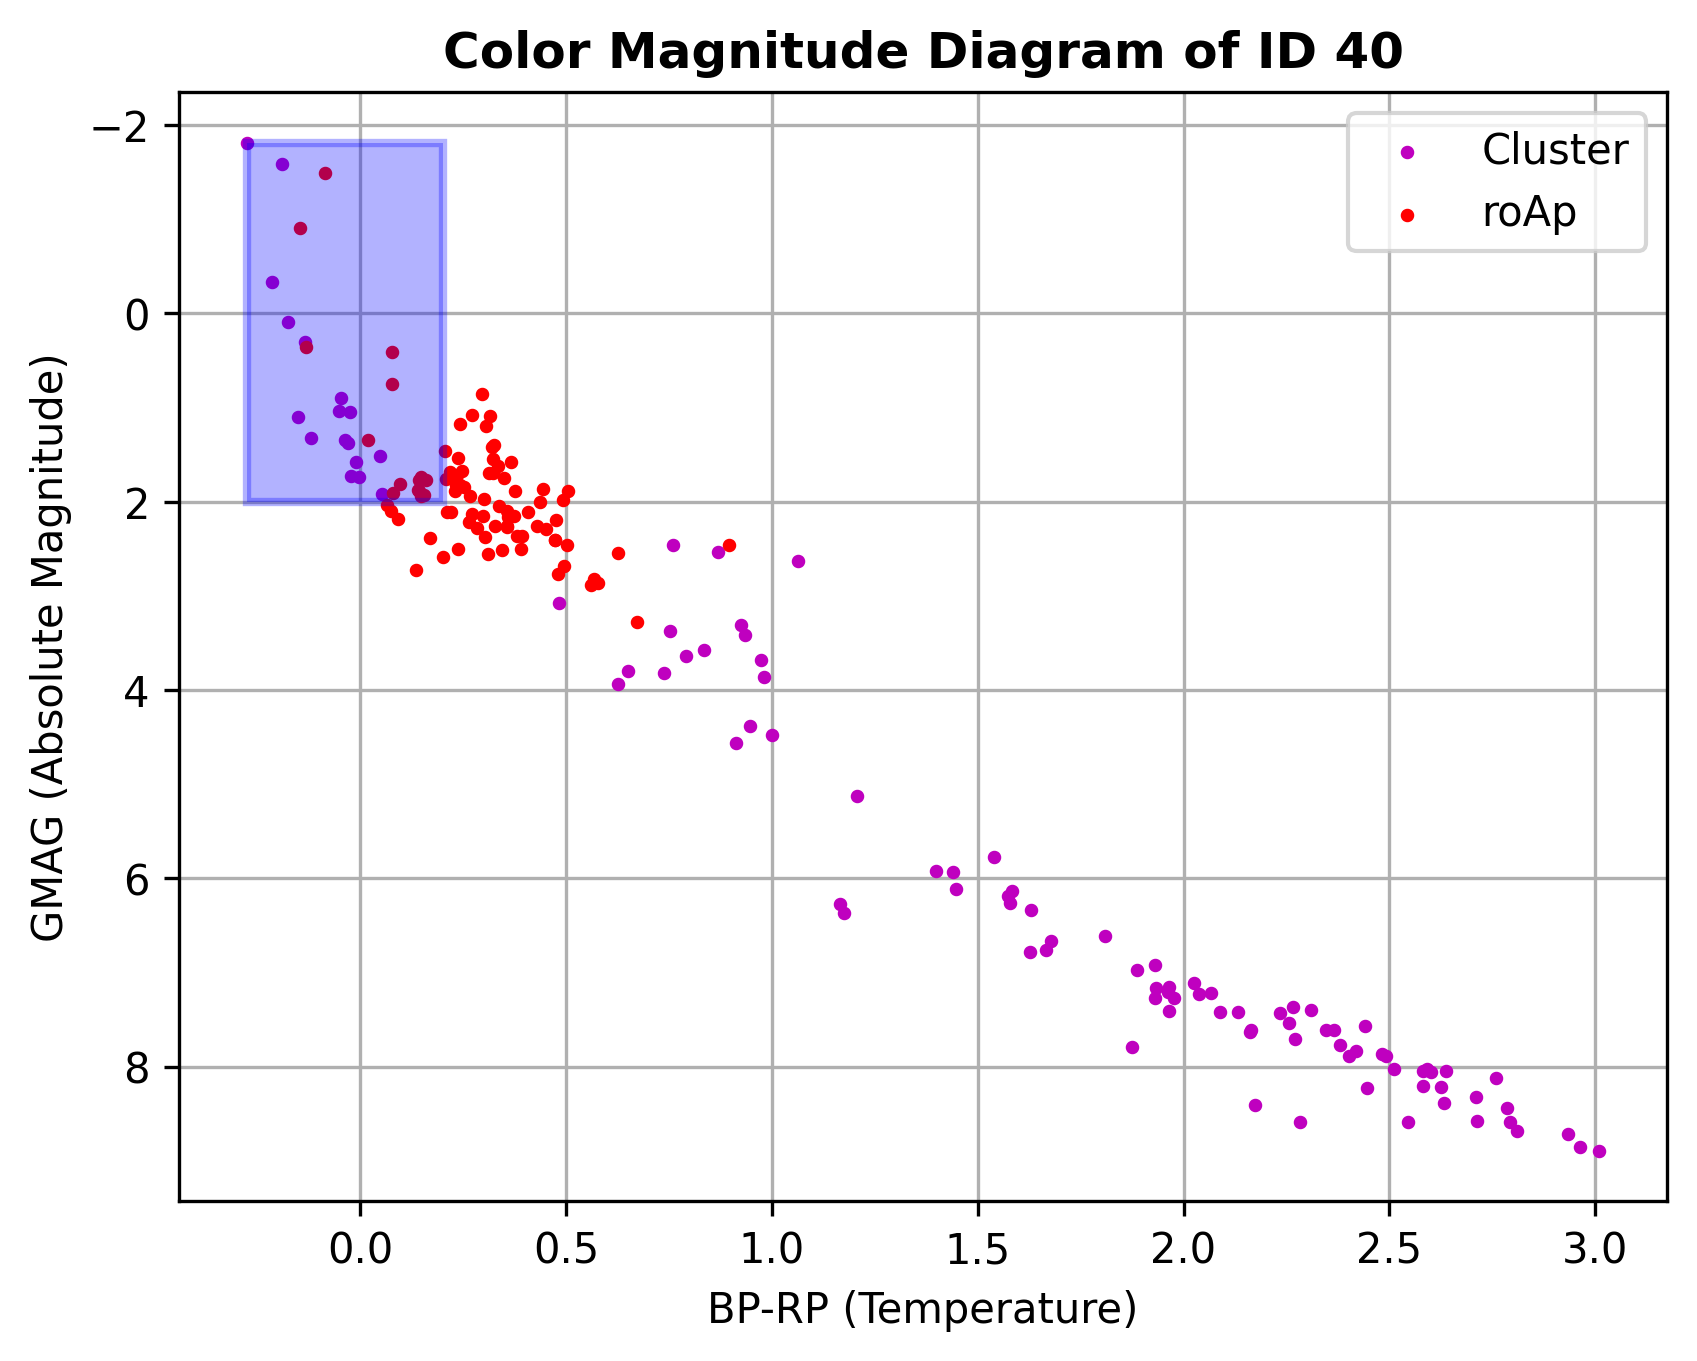 Color Magnitude Diagram of ID 40
Cluster
roAp
GMAG (Absolute Magnitude)
−2
0
2
4
6
8
0.0 0.5 1.0 1.5 2.0 2.5 3.0
BP-RP (Temperature)